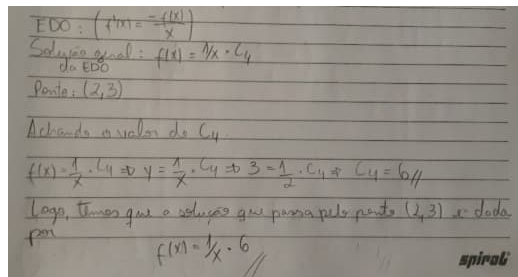 EDO: (f'(x) = -f(x)/x)
Solução geral: f(x) = 1/x · C4
da EDO
Ponto: (2,3)
Achando o valor do C4.
f(x) = 1/x · C4 ⇒ y = 1/x · C4 ⇒ 3 = 1/2 · C4 ⇒ C4 = 6 //
Logo, temos que a solução que passa pelo ponto (2,3) é dada
por
f(x) = 1/x · 6 //
spiral